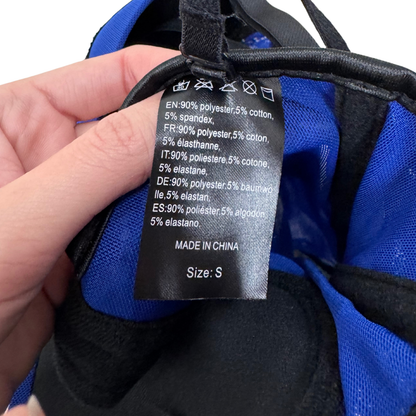 EN:90% polyester,5% cotton,
5% spandex,
FR:90% polyester,5% coton,
5% élasthanne,
IT:90% poliestere,5% cotone,
5% elastane,
DE:90% polyester,5% baumwo
lle,5% elastan,
ES:90% poliéster,5% algodon,
5% elastano,
MADE IN CHINA
Size: S